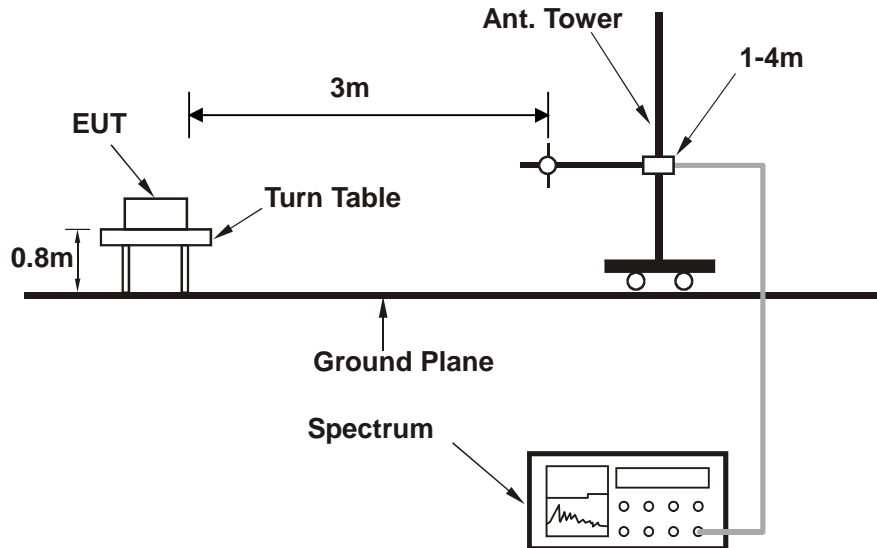 Ant. Tower
1-4m
3m
EUT
Turn Table
0.8m
Ground Plane
Spectrum